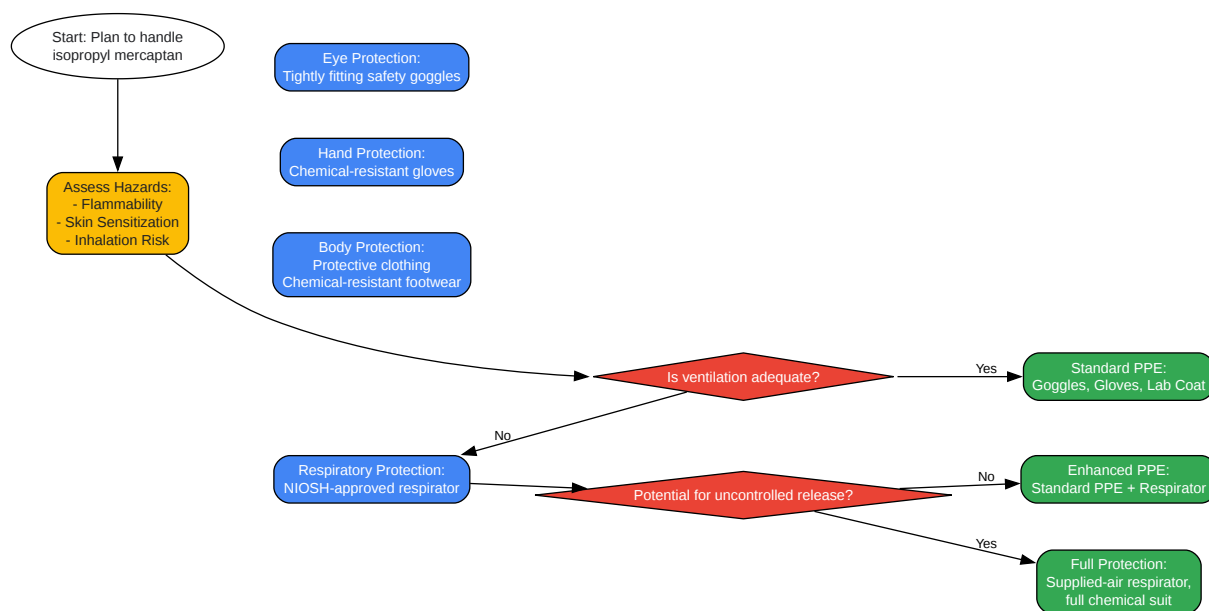 Start: Plan to handle
isopropyl mercaptan
Eye Protection:
Tightly fitting safety goggles
Hand Protection:
Chemical-resistant gloves
Assess Hazards:
- Flammability
- Skin Sensitization
- Inhalation Risk
Body Protection:
Protective clothing
Chemical-resistant footwear
Is ventilation adequate?
Yes
Standard PPE:
Goggles, Gloves, Lab Coat
No
Respiratory Protection:
NIOSH-approved respirator
Potential for uncontrolled release?
No
Enhanced PPE:
Standard PPE + Respirator
Yes
Full Protection:
Supplied-air respirator,
full chemical suit